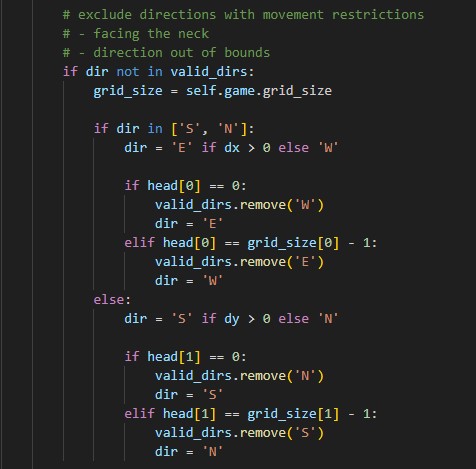 # exclude directions with movement restrictions
# - facing the neck
# - direction out of bounds
if dir not in valid_dirs:
    grid_size = self.game.grid_size

    if dir in ['S', 'N']:
        dir = 'E' if dx > 0 else 'W'

        if head[0] == 0:
            valid_dirs.remove('W')
            dir = 'E'
        elif head[0] == grid_size[0] - 1:
            valid_dirs.remove('E')
            dir = 'W'
    else:
        dir = 'S' if dy > 0 else 'N'

        if head[1] == 0:
            valid_dirs.remove('N')
            dir = 'S'
        elif head[1] == grid_size[1] - 1:
            valid_dirs.remove('S')
            dir = 'N'